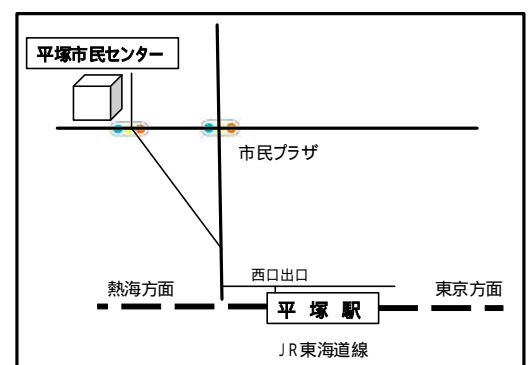 平塚市民センター
市民プラザ
西口出口
熱海方面
東京方面
平 塚 駅
JR東海道線